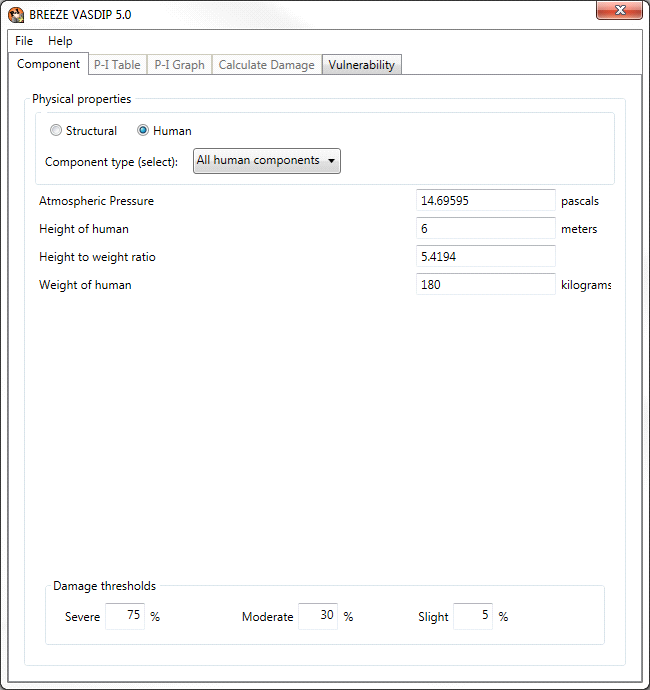 BREEZE VASDIP 5.0
File Help
Component P-I Table P-I Graph Calculate Damage Vulnerability
Physical properties
Structural Human
Component type (select): All human components
Atmospheric Pressure 14.69595 pascals
Height of human 6 meters
Height to weight ratio 5.4194
Weight of human 180 kilograms
Damage thresholds
Severe 75 % Moderate 30 % Slight 5 %